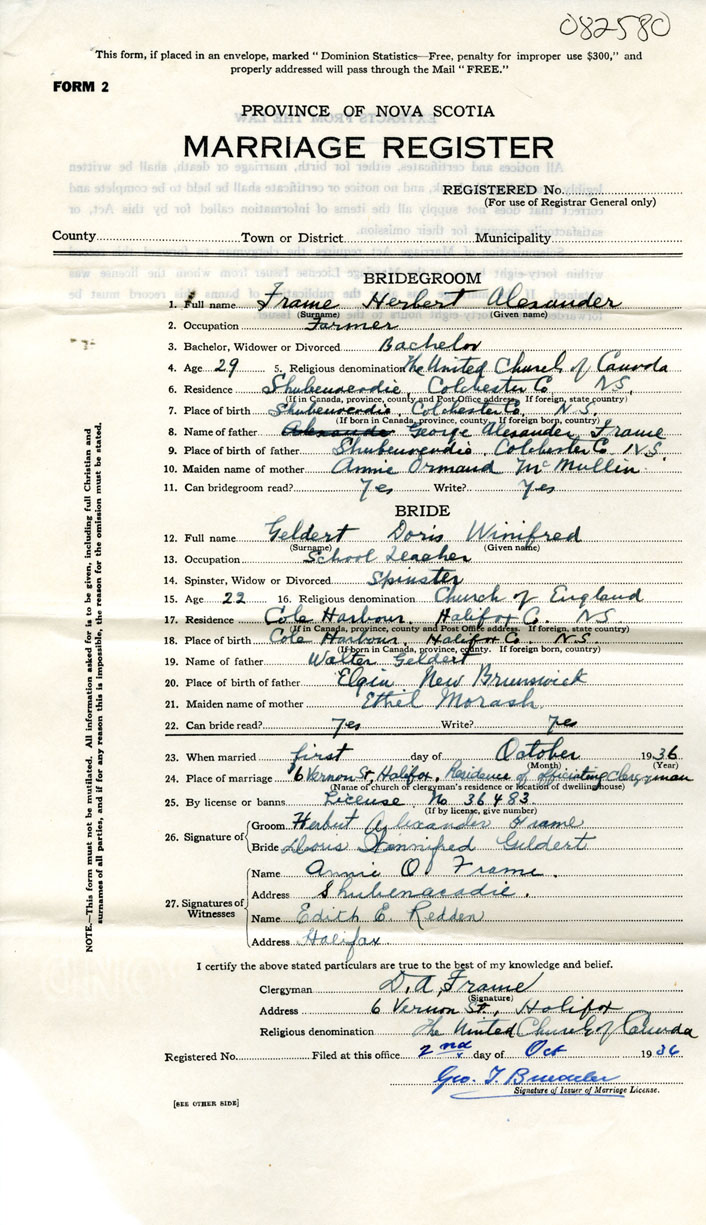 082580
This form, if placed in an envelope, marked "Dominion Statistics—Free, penalty for improper use $300," and
properly addressed will pass through the Mail "FREE."
FORM 2
PROVINCE OF NOVA SCOTIA
MARRIAGE REGISTER
REGISTERED No.
(For use of Registrar General only)
County Town or District Municipality
BRIDEGROOM
1. Full name Frame Herbert Alexander
(Surname) (Given name)
2. Occupation Farmer
3. Bachelor, Widower or Divorced Bachelor
4. Age 29 5. Religious denomination The United Church of Canada
6. Residence Shubenacadie, Colchester Co N.S.
(If in Canada, province, county and Post Office address. If foreign, state country)
7. Place of birth Shubenacadie, Colchester Co, N.S.
(If born in Canada, province, county. If foreign born, country)
8. Name of father George Alexander Frame
9. Place of birth of father Shubenacadie, Colchester Co N.S.
10. Maiden name of mother Annie Ormand McMullin
11. Can bridegroom read? Yes Write? Yes
BRIDE
12. Full name Geldert Doris Winifred
(Surname) (Given name)
13. Occupation School Teacher
14. Spinster, Widow or Divorced Spinster
15. Age 22 16. Religious denomination Church of England
17. Residence Cole Harbour, Halifax Co. N.S.
(If in Canada, province, county and Post Office address. If foreign, state country)
18. Place of birth Cole Harbour, Halifax Co N.S.
(If born in Canada, province, county. If foreign born, country)
19. Name of father Walter Geldert
20. Place of birth of father Elgin New Brunswick
21. Maiden name of mother Ethel Morash
22. Can bride read? Yes Write? Yes
23. When married first day of October 1936
(Month) (Year)
24. Place of marriage 6 Vernon St, Halifax, Residence of officiating clergyman
(Name of church of clergyman's residence or location of dwellinghouse)
25. By license or banns License No 36483
(If by license, give number)
26. Signature of Groom Herbert Alexander Frame
Bride Doris Winnifred Geldert
27. Signatures of Witnesses
Name Annie O Frame.
Address Shubenacadie.
Name Edith E. Redden
Address Halifax
I certify the above stated particulars are true to the best of my knowledge and belief.
Clergyman D. A. Frame
(Signature)
Address 6 Vernon St., Halifax
Religious denomination The United Church of Canada
Registered No. Filed at this office 2nd day of Oct 1936
Geo. T.
Signature of Issuer of Marriage License.
[SEE OTHER SIDE]
NOTE.—This form must not be mutilated. All information asked for is to be given, including full Christian and
surnames of all parties, and if for any reason this is impossible, the reason for the omission must be stated.